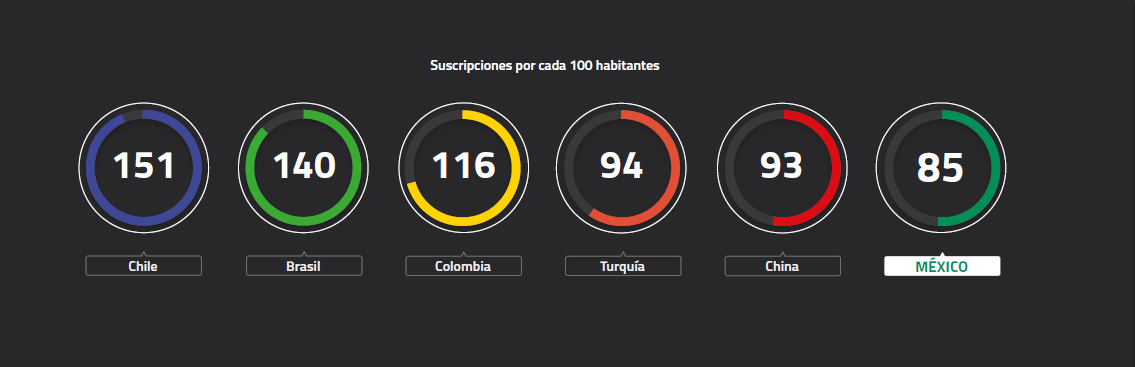 Suscripciones por cada 100 habitantes
151 140 116 94 93 85
Chile Brasil Colombia Turquía China MÉXICO